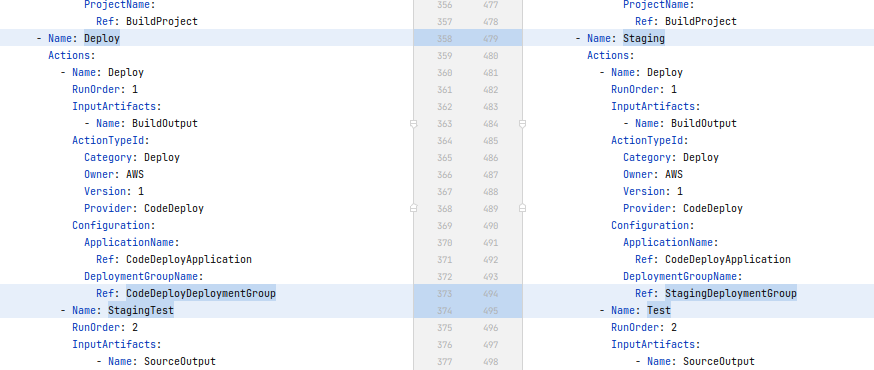 ProjectName: 356 477 ProjectName:
Ref: BuildProject 357 478 Ref: BuildProject
- Name: Deploy 358 479 - Name: Staging
Actions: 359 480 Actions:
- Name: Deploy 360 481 - Name: Deploy
RunOrder: 1 361 482 RunOrder: 1
InputArtifacts: 362 483 InputArtifacts:
- Name: BuildOutput 363 484 - Name: BuildOutput
ActionTypeId: 364 485 ActionTypeId:
Category: Deploy 365 486 Category: Deploy
Owner: AWS 366 487 Owner: AWS
Version: 1 367 488 Version: 1
Provider: CodeDeploy 368 489 Provider: CodeDeploy
Configuration: 369 490 Configuration:
ApplicationName: 370 491 ApplicationName:
Ref: CodeDeployApplication 371 492 Ref: CodeDeployApplication
DeploymentGroupName: 372 493 DeploymentGroupName:
Ref: CodeDeployDeploymentGroup 373 494 Ref: StagingDeploymentGroup
- Name: StagingTest 374 495 - Name: Test
RunOrder: 2 375 496 RunOrder: 2
InputArtifacts: 376 497 InputArtifacts:
- Name: SourceOutput 377 498 - Name: SourceOutput